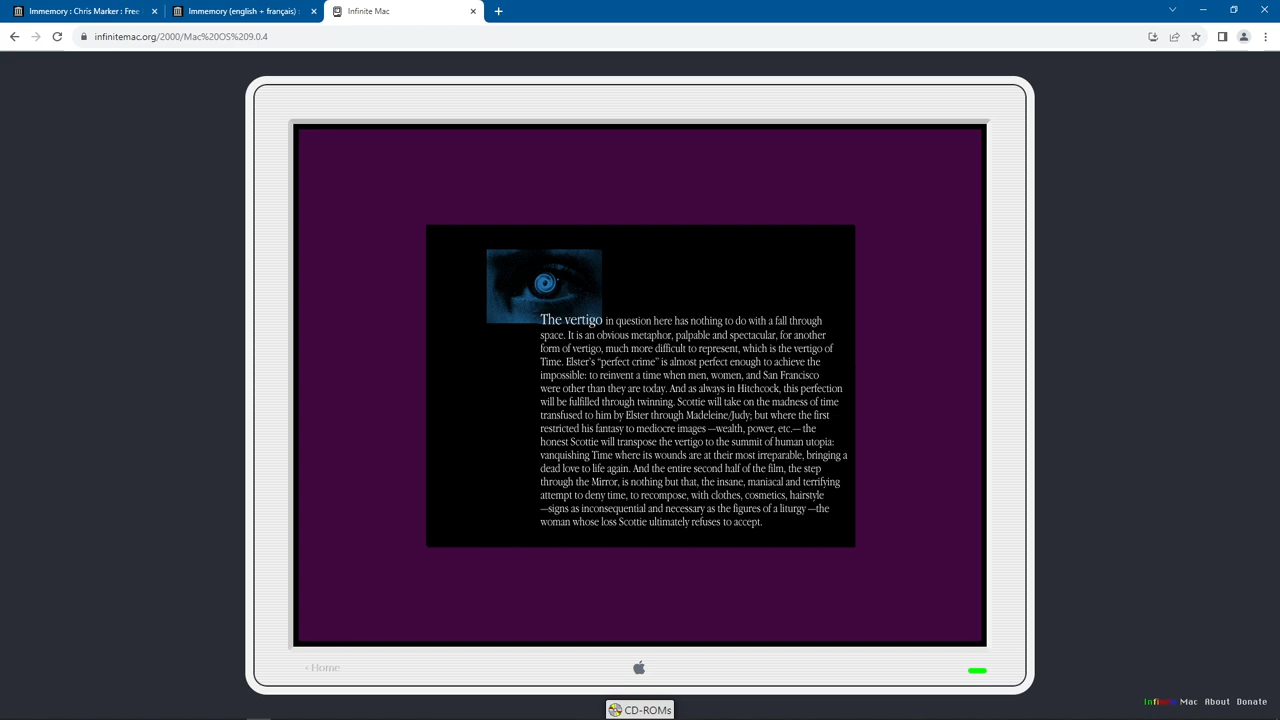 Immemory : Chris Marker : Free
Immemory (english + français) :
Infinite Mac
infinitemac.org/2000/Mac%20OS%209.0.4
The vertigo in question here has nothing to do with a fall through
space. It is an obvious metaphor, palpable and spectacular, for another
form of vertigo, much more difficult to represent, which is the vertigo of
Time. Elster's “perfect crime” is almost perfect enough to achieve the
impossible: to reinvent a time when men, women, and San Francisco
were other than they are today. And as always in Hitchcock, this perfection
will be fulfilled through twinning. Scottie will take on the madness of time
transfused to him by Elster through Madeleine/Judy; but where the first
restricted his fantasy to mediocre images —wealth, power, etc.— the
honest Scottie will transpose the vertigo to the summit of human utopia:
vanquishing Time where its wounds are at their most irreparable, bringing a
dead love to life again. And the entire second half of the film, the step
through the Mirror, is nothing but that, the insane, maniacal and terrifying
attempt to deny time, to recompose, with clothes, cosmetics, hairstyle
—signs as inconsequential and necessary as the figures of a liturgy —the
woman whose loss Scottie ultimately refuses to accept.
‹ Home
CD-ROMs
Infinite Mac About Donate